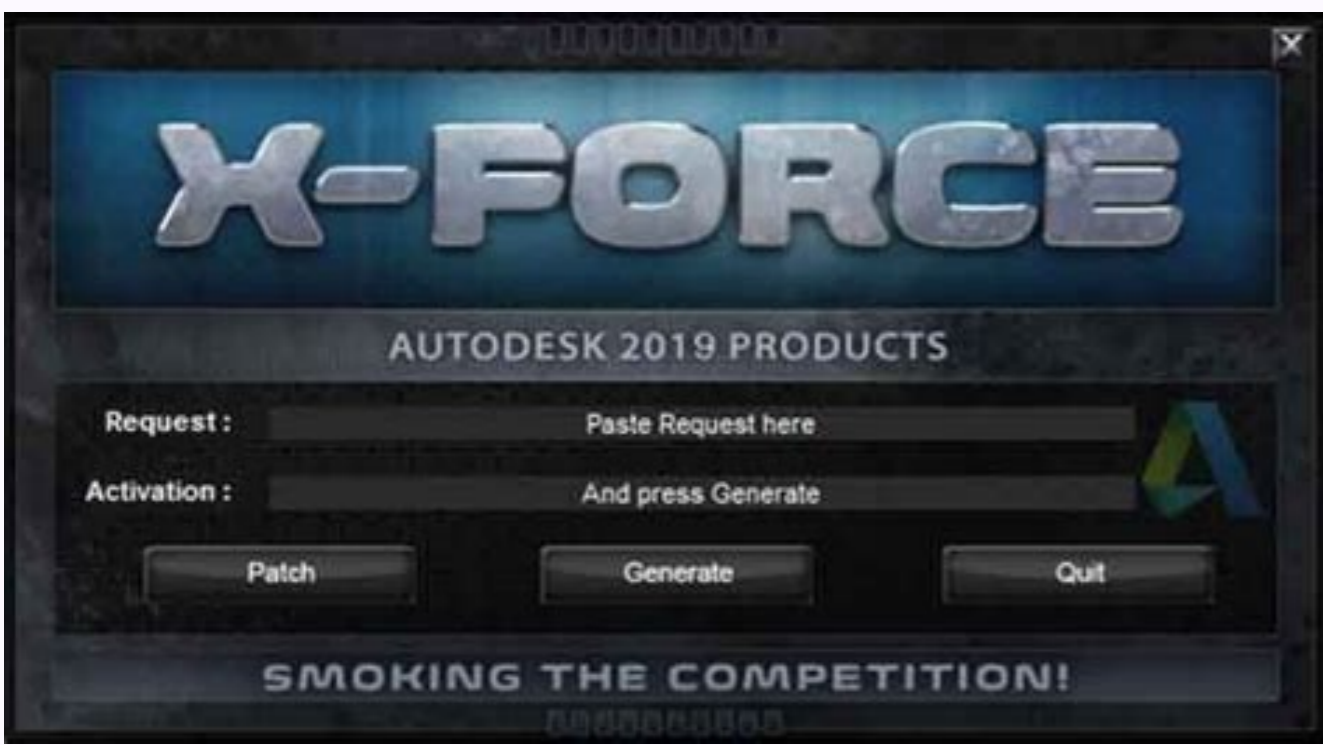 X-FORCE
AUTODESK 2019 PRODUCTS
Request :
Paste Request here
Activation :
And press Generate
Patch
Generate
Quit
SMOKING THE COMPETITION!